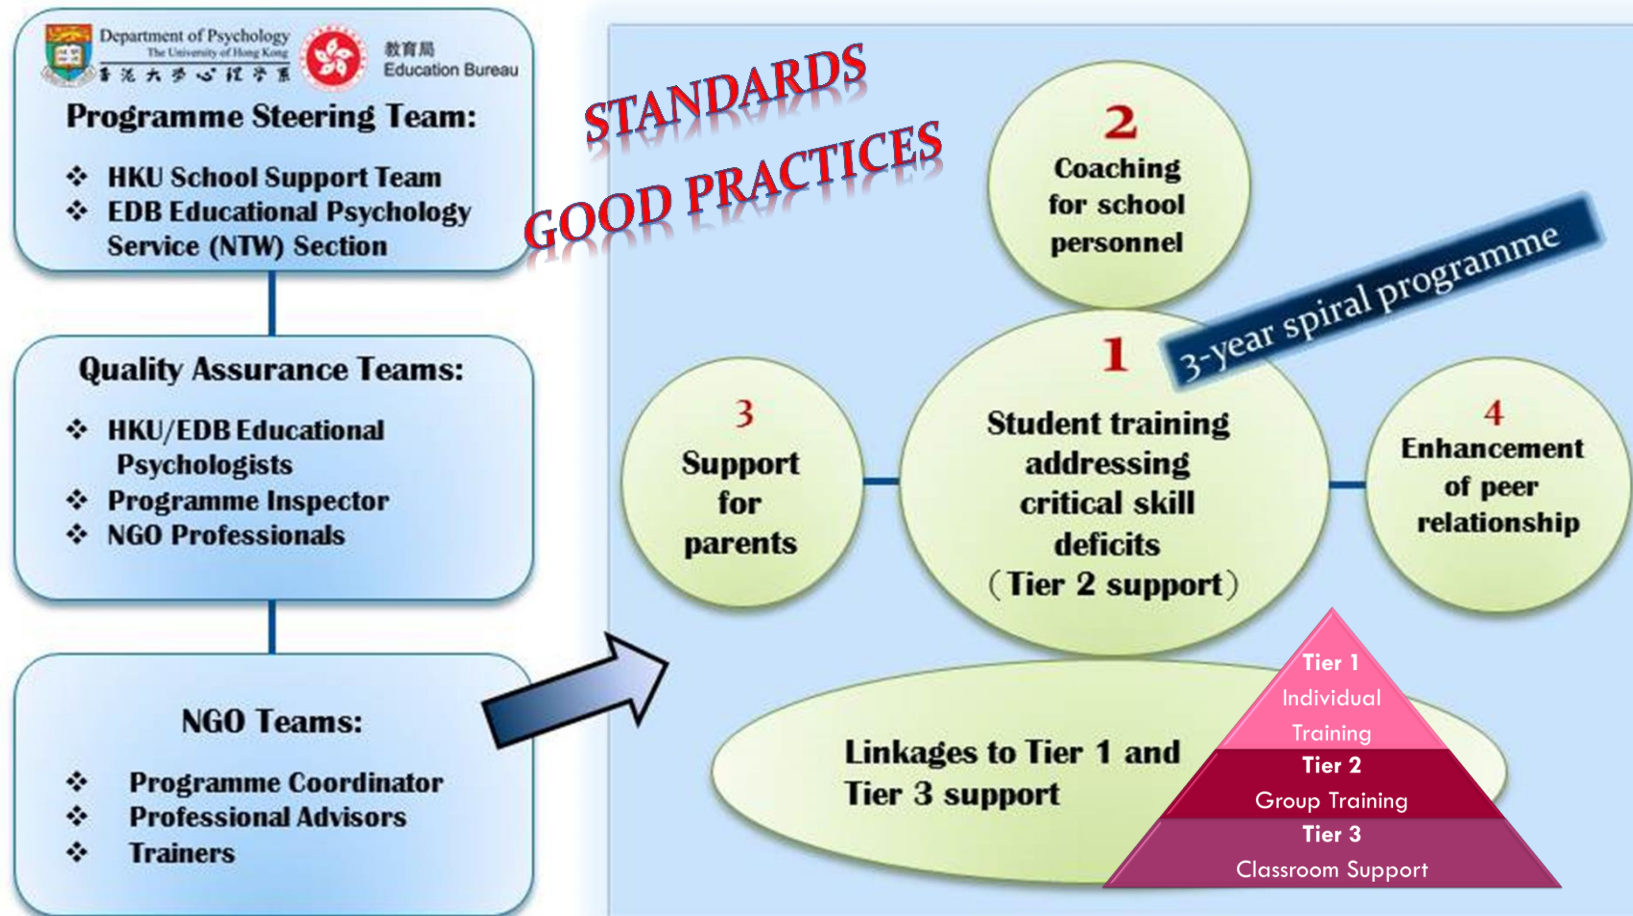 Department of Psychology
The University of Hong Kong
香港大學心理學系
教育局
Education Bureau
Programme Steering Team:
❖ HKU School Support Team
❖ EDB Educational Psychology
Service (NTW) Section
Quality Assurance Teams:
❖ HKU/EDB Educational
Psychologists
❖ Programme Inspector
❖ NGO Professionals
NGO Teams:
❖ Programme Coordinator
❖ Professional Advisors
❖ Trainers
STANDARDS
GOOD PRACTICES
2
Coaching
for school
personnel
3-year spiral programme
1
Student training
addressing
critical skill
deficits
(Tier 2 support)
3
Support
for
parents
4
Enhancement
of peer
relationship
Linkages to Tier 1 and
Tier 3 support
Tier 1
Individual
Training
Tier 2
Group Training
Tier 3
Classroom Support